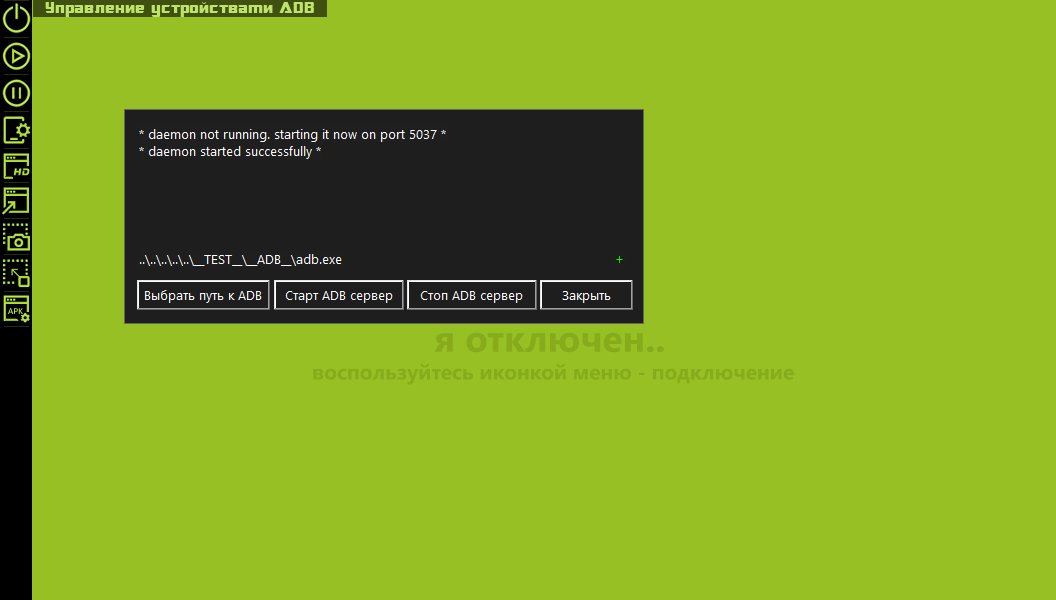 Управление устройствати ADB
* daemon not running. starting it now on port 5037 *
* daemon started successfully *
..\..\..\..\..\__TEST__\__ADB__\adb.exe +
Выбрать путь к ADB Старт ADB сервер Стоп ADB сервер Закрыть
HD
APK
я отключен..
воспользуйтесь иконкой меню - подключение